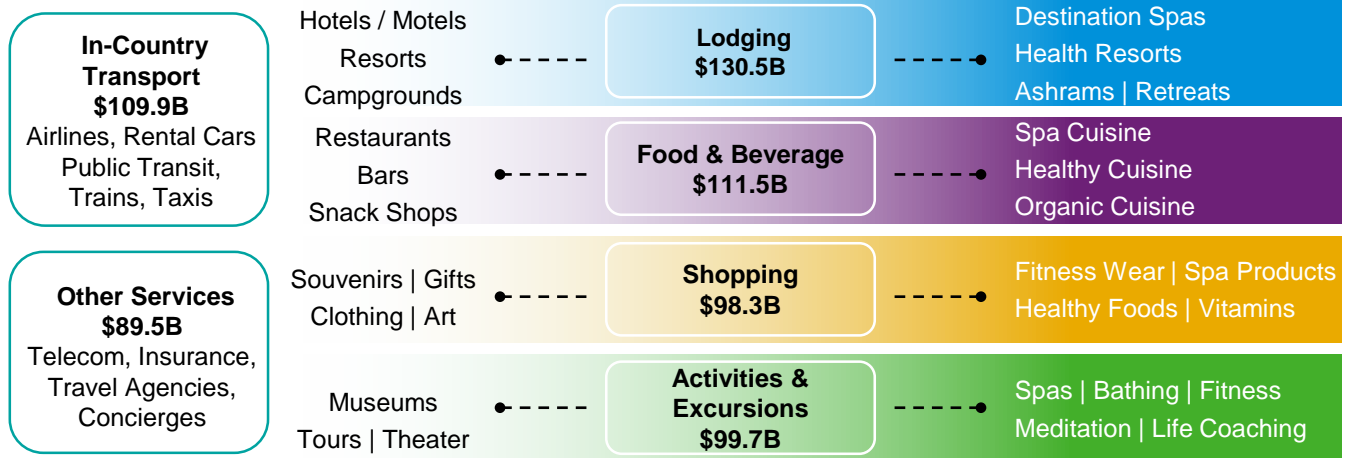 In-Country
Transport
$109.9B
Airlines, Rental Cars
Public Transit,
Trains, Taxis
Other Services
$89.5B
Telecom, Insurance,
Travel Agencies,
Concierges
Hotels / Motels
Resorts
Campgrounds
Lodging
$130.5B
Destination Spas
Health Resorts
Ashrams | Retreats
Restaurants
Bars
Snack Shops
Food & Beverage
$111.5B
Spa Cuisine
Healthy Cuisine
Organic Cuisine
Souvenirs | Gifts
Clothing | Art
Shopping
$98.3B
Fitness Wear | Spa Products
Healthy Foods | Vitamins
Museums
Tours | Theater
Activities &
Excursions
$99.7B
Spas | Bathing | Fitness
Meditation | Life Coaching